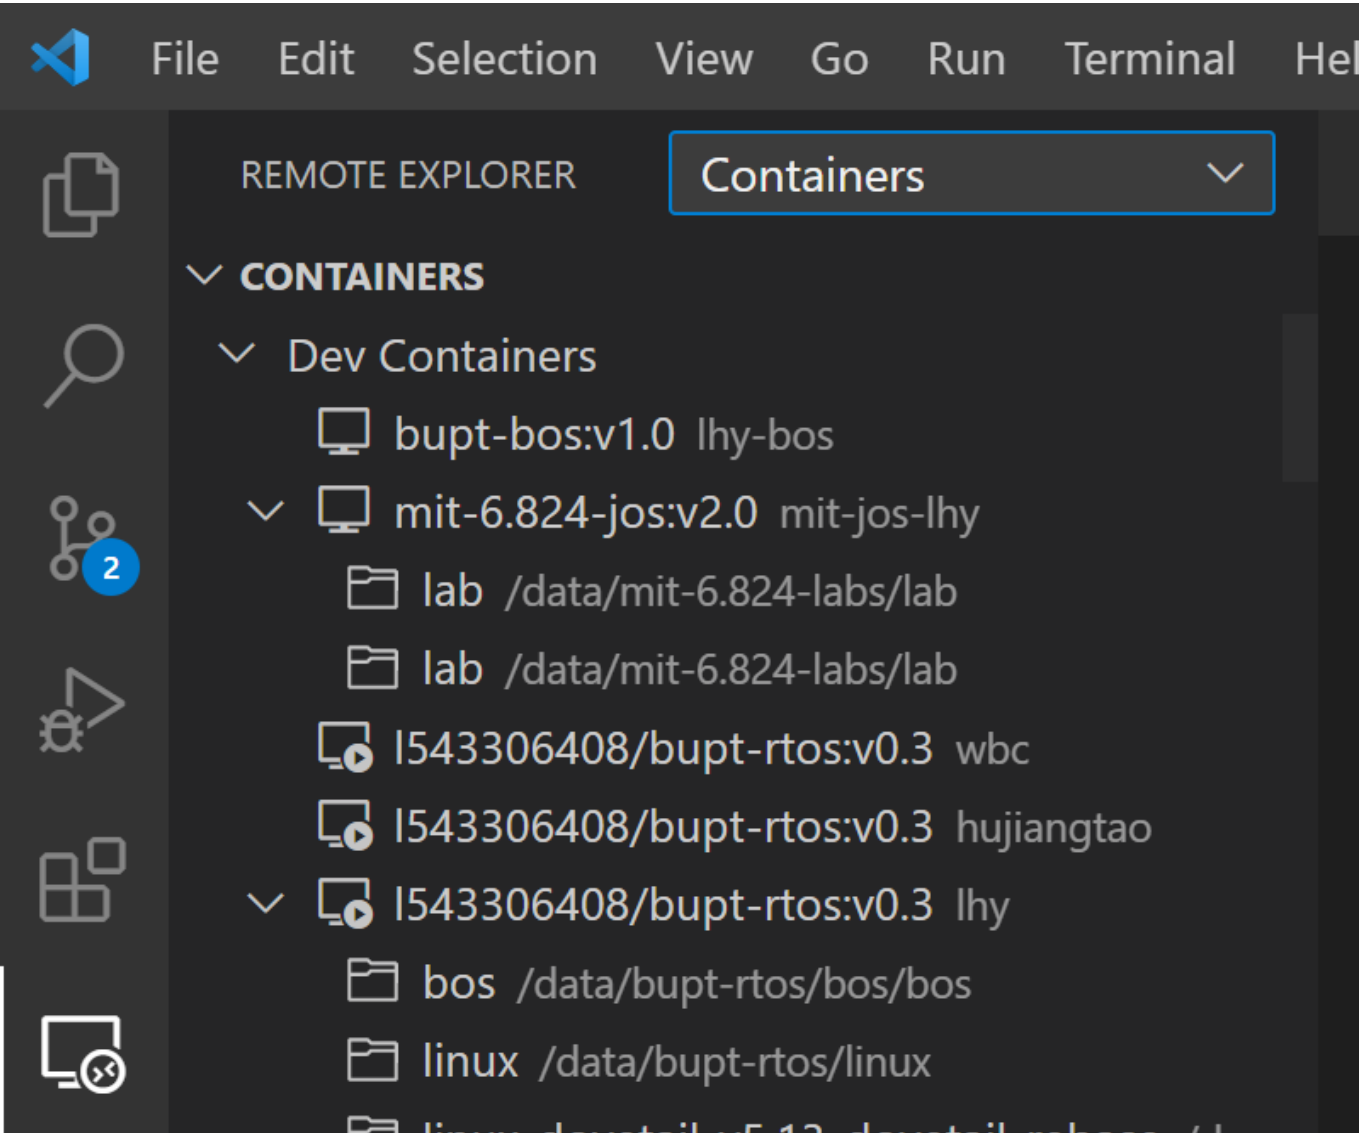 File Edit Selection View Go Run Terminal Hel
REMOTE EXPLORER Containers
CONTAINERS
Dev Containers
bupt-bos:v1.0 lhy-bos
mit-6.824-jos:v2.0 mit-jos-lhy
lab /data/mit-6.824-labs/lab
lab /data/mit-6.824-labs/lab
2
l543306408/bupt-rtos:v0.3 wbc
l543306408/bupt-rtos:v0.3 hujiangtao
l543306408/bupt-rtos:v0.3 lhy
bos /data/bupt-rtos/bos/bos
linux /data/bupt-rtos/linux